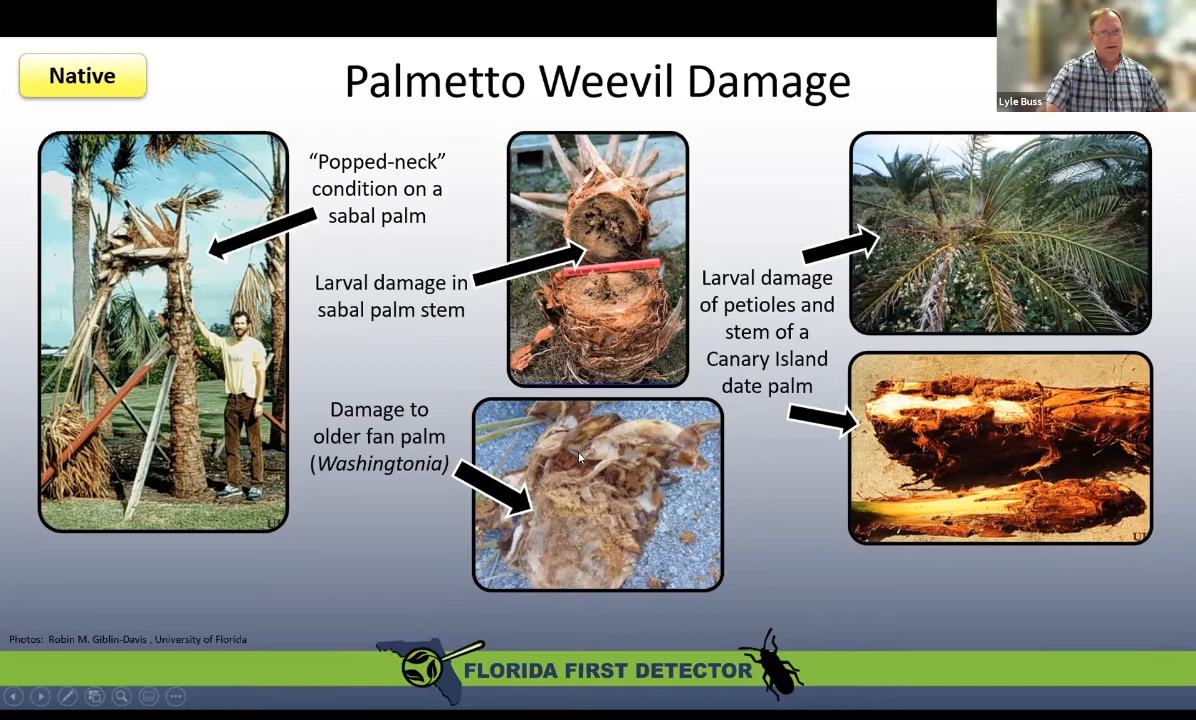 Native
Palmetto Weevil Damage
Lyle Buss
“Popped-neck”
condition on a
sabal palm
Larval damage in
sabal palm stem
Damage to
older fan palm
(Washingtonia)
Larval damage
of petioles and
stem of a
Canary Island
date palm
Photos: Robin M. Giblin-Davis , University of Florida
FLORIDA FIRST DETECTOR